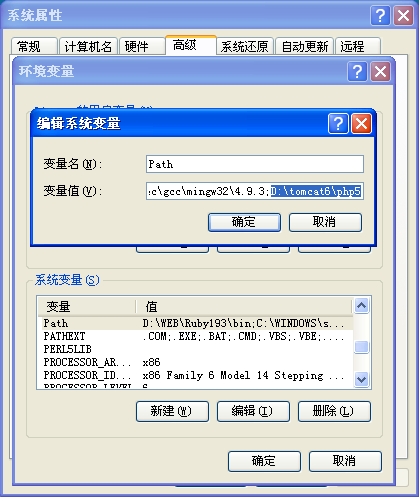 系统属性
常规 计算机名 硬件 高级 系统还原 自动更新 远程
环境变量
编辑系统变量
变量名(N): Path
变量值(V): c\gcc\mingw32\4.9.3;D:\tomcat6\php5
确定 取消
系统变量(S)
变量 值
Path D:\WEB\Ruby193\bin;C:\WINDOWS\s...
PATHEXT .COM;.EXE;.BAT;.CMD;.VBS;.VBE;....
PERL5LIB
PROCESSOR_AR... x86
PROCESSOR_ID... x86 Family 6 Model 14 Stepping ...
PROCESSOR_LEVEL 6
新建(W) 编辑(I) 删除(L)
确定 取消